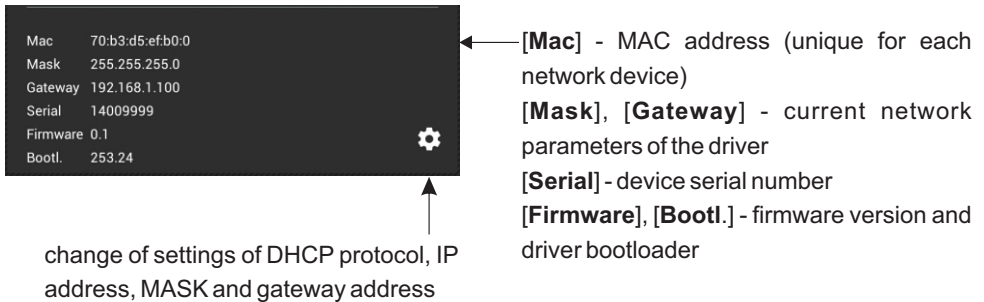 Mac 70:b3:d5:ef:b0:0
Mask 255.255.255.0
Gateway 192.168.1.100
Serial 14009999
Firmware 0.1
Bootl. 253.24
[Mac] - MAC address (unique for each
network device)
[Mask], [Gateway] - current network
parameters of the driver
[Serial] - device serial number
[Firmware], [Bootl.] - firmware version and
driver bootloader
change of settings of DHCP protocol, IP
address, MASK and gateway address